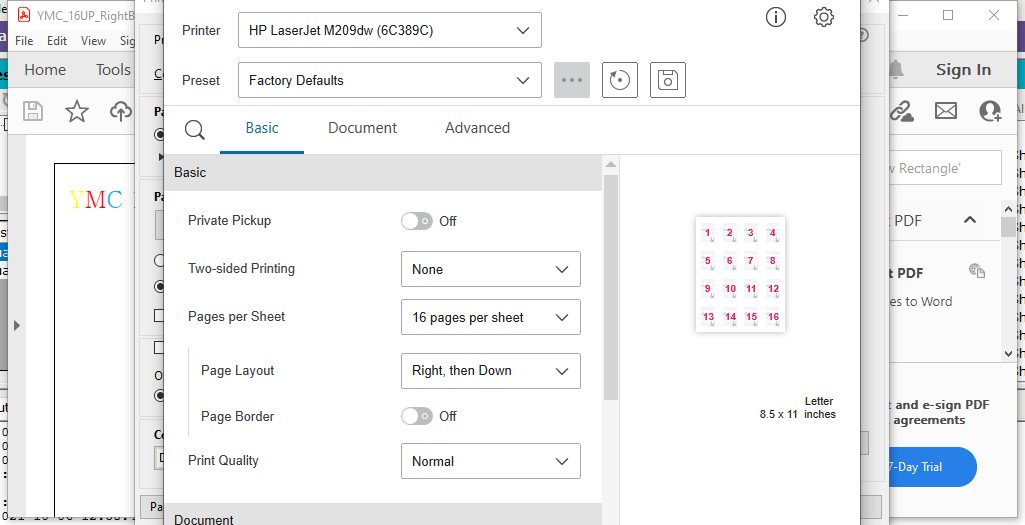 YMC_16UP_RightB
File Edit View Sig
Home Tools
YMC
Printer HP LaserJet M209dw (6C389C)
Preset Factory Defaults
Basic Document Advanced
Basic
Private Pickup Off
Two-sided Printing None
Pages per Sheet 16 pages per sheet
Page Layout Right, then Down
Page Border Off
Print Quality Normal
Document
1 2 3 4
5 6 7 8
9 10 11 12
13 14 15 16
Letter
8.5 x 11 inches
Sign In
w Rectangle'
PDF
t PDF
es to Word
t and e-sign PDF
agreements
7-Day Trial